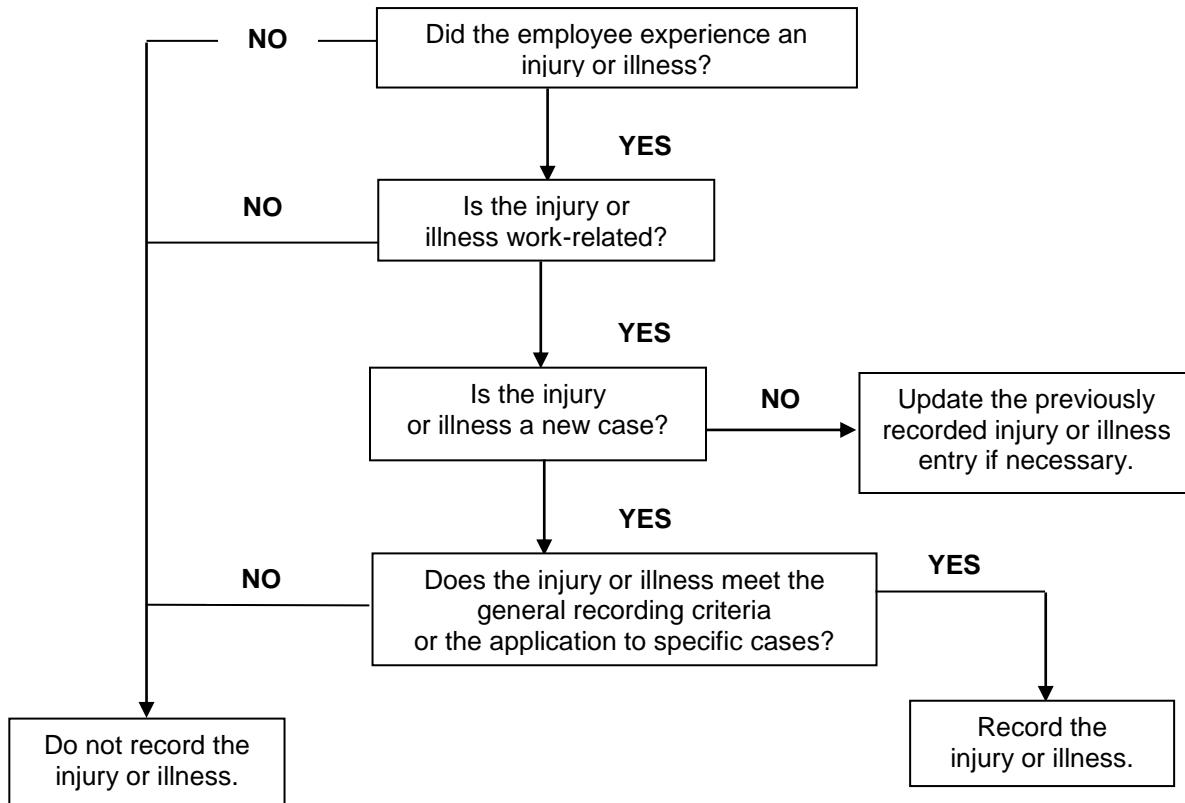 NO
Did the employee experience an
injury or illness?
YES
NO
Is the injury or
illness work-related?
YES
Is the injury
or illness a new case?
NO
Update the previously
recorded injury or illness
entry if necessary.
YES
NO
Does the injury or illness meet the
general recording criteria
or the application to specific cases?
YES
Do not record the
injury or illness.
Record the
injury or illness.